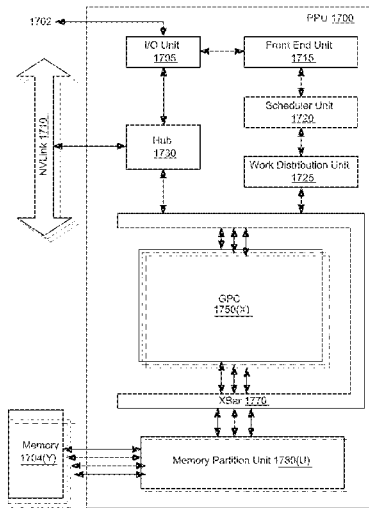 PPU 1700
1702
I/O Unit
1705
Front End Unit
1715
Scheduler Unit
1720
Hub
1730
Work Distribution Unit
1725
NVLink 1710
GPC
1750(X)
XBar 1770
Memory
1704(Y)
Memory Partition Unit 1780(U)